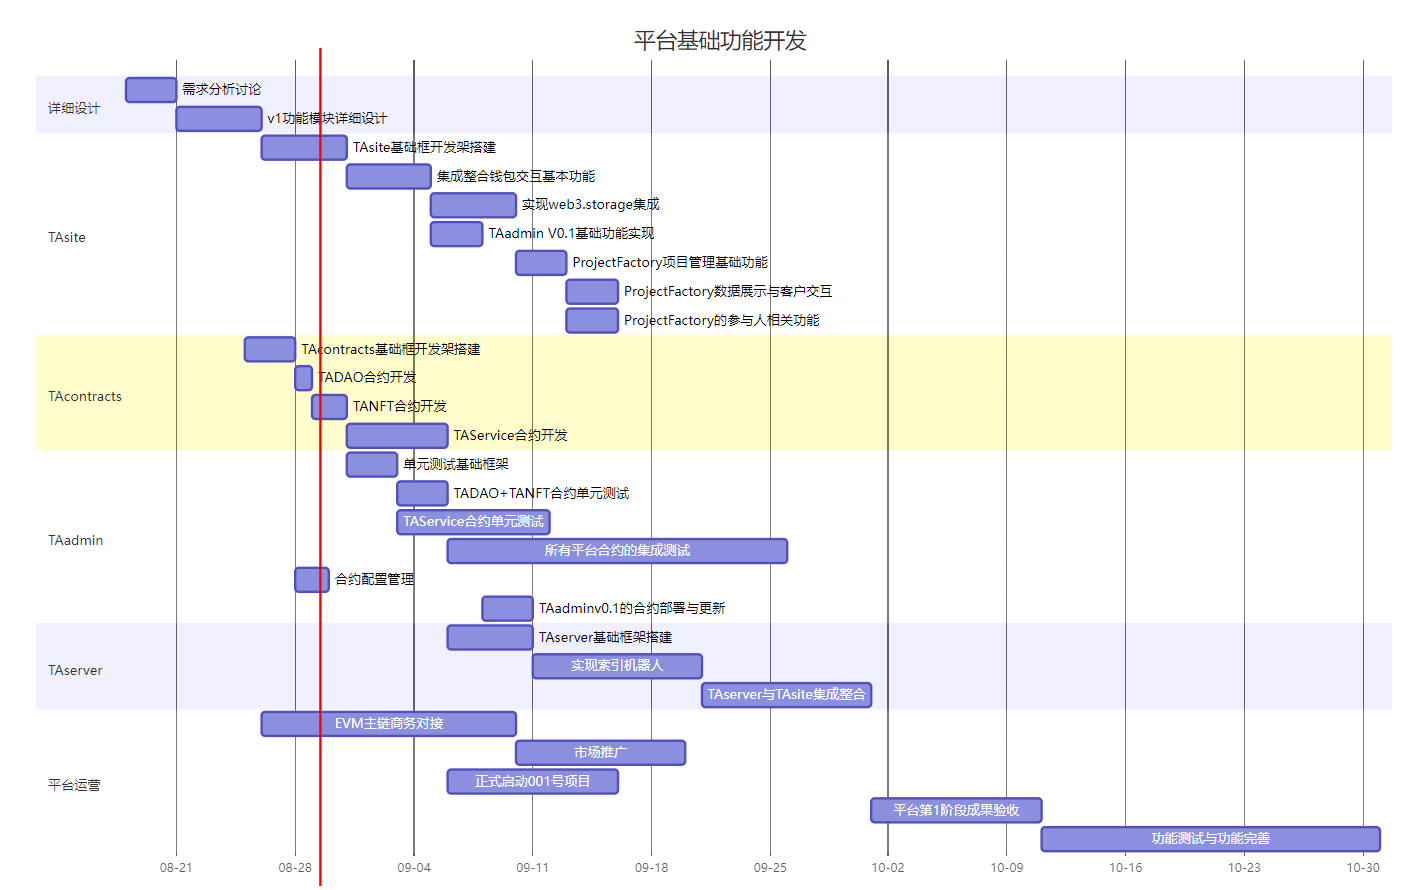 平台基础功能开发
详细设计
需求分析讨论
v1功能模块详细设计
TAsite
TAsite基础框开发架搭建
集成整合钱包交互基本功能
实现web3.storage集成
TAadmin V0.1基础功能实现
ProjectFactory项目管理基础功能
ProjectFactory数据展示与客户交互
ProjectFactory的参与人相关功能
TAcontracts
TAcontracts基础框开发架搭建
TADAO合约开发
TANFT合约开发
TAService合约开发
TAadmin
单元测试基础框架
TADAO+TANFT合约单元测试
TAService合约单元测试
所有平台合约的集成测试
合约配置管理
TAadminv0.1的合约部署与更新
TAserver
TAserver基础框架搭建
实现索引机器人
TAserver与TAsite集成整合
平台运营
EVM主链商务对接
市场推广
正式启动001号项目
平台第1阶段成果验收
功能测试与功能完善
08-21 08-28 09-04 09-11 09-18 09-25 10-02 10-09 10-16 10-23 10-30